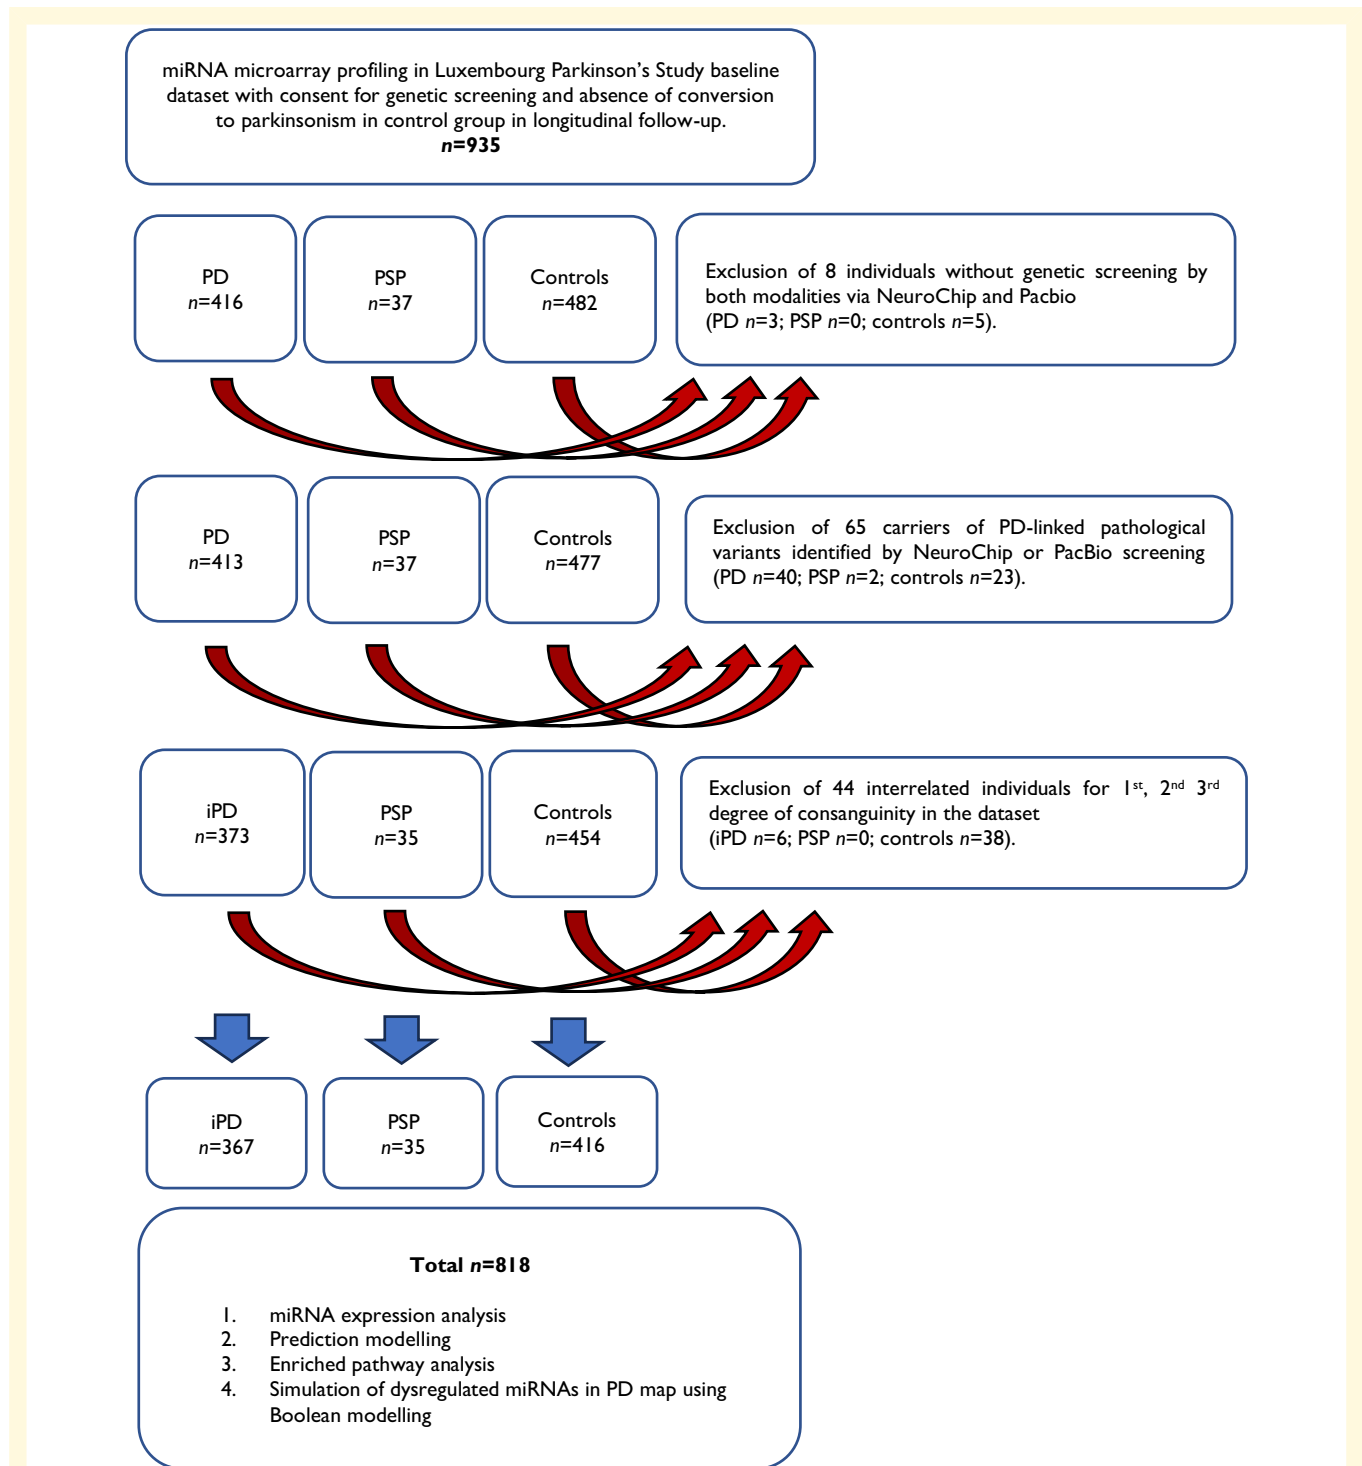 miRNA microarray profiling in Luxembourg Parkinson's Study baseline
dataset with consent for genetic screening and absence of conversion
to parkinsonism in control group in longitudinal follow-up.
n=935
PD
n=416
PSP
n=37
Controls
n=482
Exclusion of 8 individuals without genetic screening by
both modalities via NeuroChip and Pacbio
(PD n=3; PSP n=0; controls n=5).
PD
n=413
PSP
n=37
Controls
n=477
Exclusion of 65 carriers of PD-linked pathological
variants identified by NeuroChip or PacBio screening
(PD n=40; PSP n=2; controls n=23).
iPD
n=373
PSP
n=35
Controls
n=454
Exclusion of 44 interrelated individuals for 1st, 2nd 3rd
degree of consanguinity in the dataset
(iPD n=6; PSP n=0; controls n=38).
iPD
n=367
PSP
n=35
Controls
n=416
Total n=818
1. miRNA expression analysis
2. Prediction modelling
3. Enriched pathway analysis
4. Simulation of dysregulated miRNAs in PD map using
Boolean modelling